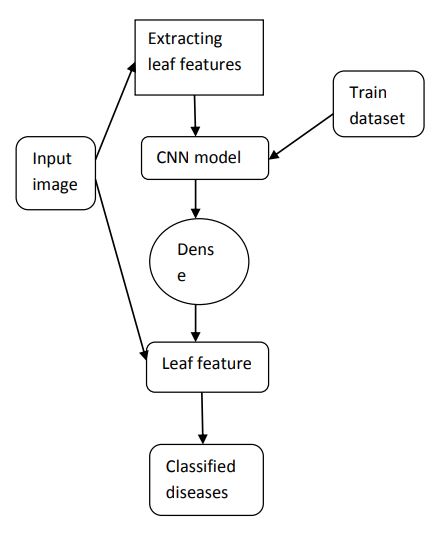 Extracting
leaf features
Train
dataset
Input
image
CNN model
Dens
e
Leaf feature
Classified
diseases